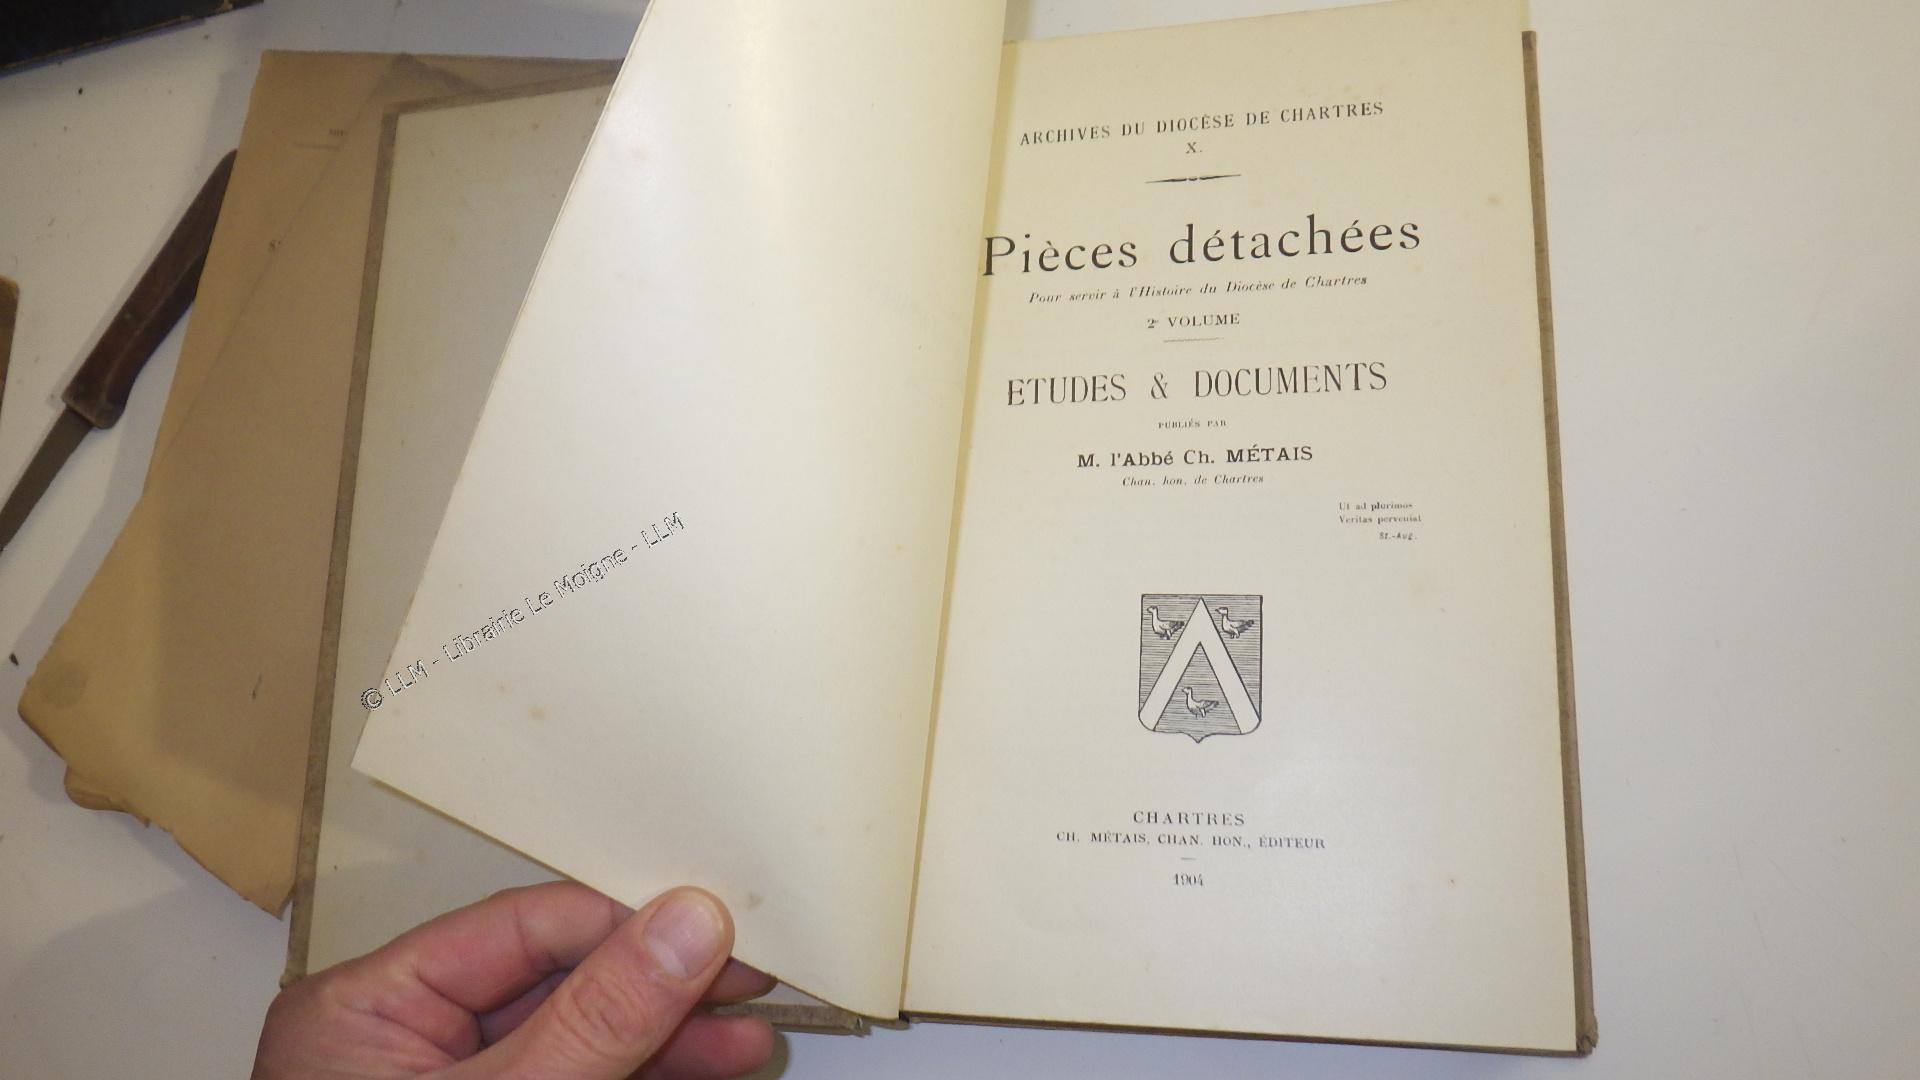 ARCHIVES DU DIOCÈSE DE CHARTRES
X.
Pièces détachées
Pour servir à l'Histoire du Diocèse de Chartres
2e VOLUME
ETUDES & DOCUMENTS
PUBLIÉS PAR
M. l'Abbé Ch. MÉTAIS
Chan. hon. de Chartres
Ut ad plurimos
Veritas perveniat
St.-Aug.
CHARTRES
CH. MÉTAIS, CHAN. HON., ÉDITEUR
1904
© LLM - Librairie Le Moigne - LLM